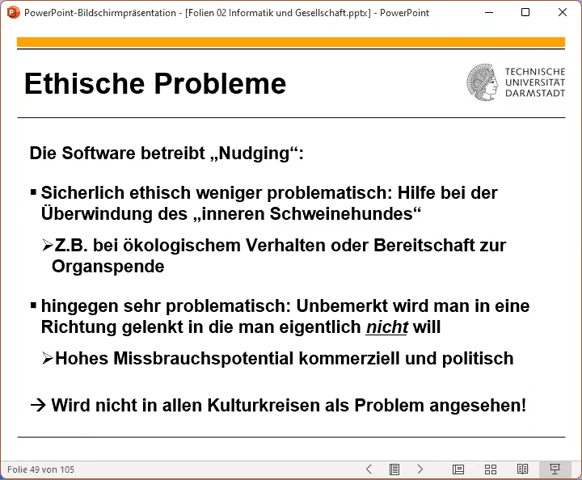 PowerPoint-Bildschirmpräsentation - [Folien 02 Informatik und Gesellschaft.pptx] - PowerPoint
Ethische Probleme
TECHNISCHE
UNIVERSITÄT
DARMSTADT
Die Software betreibt „Nudging“:
▪ Sicherlich ethisch weniger problematisch: Hilfe bei der
Überwindung des „inneren Schweinehundes“
➢Z.B. bei ökologischem Verhalten oder Bereitschaft zur
Organspende
▪ hingegen sehr problematisch: Unbemerkt wird man in eine
Richtung gelenkt in die man eigentlich nicht will
➢Hohes Missbrauchspotential kommerziell und politisch
→ Wird nicht in allen Kulturkreisen als Problem angesehen!
Folie 49 von 105